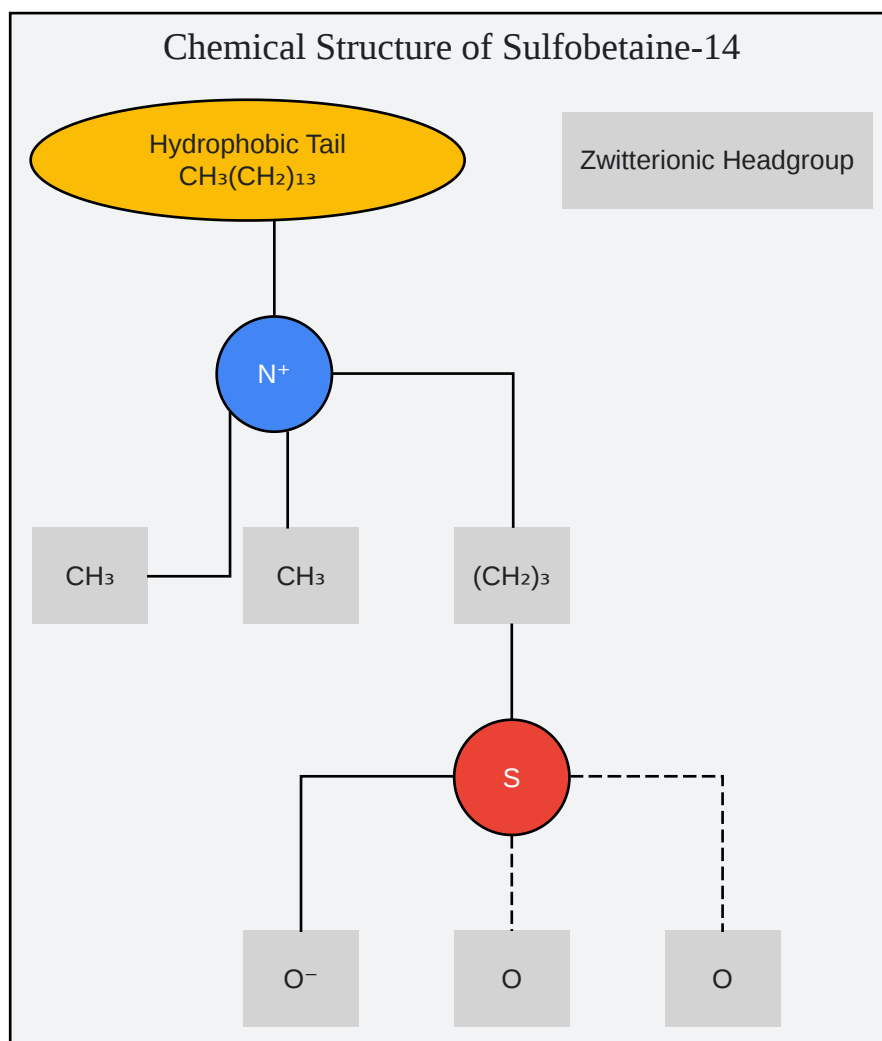 Chemical Structure of Sulfobetaine-14
Hydrophobic Tail
CH₃(CH₂)₁₃
Zwitterionic Headgroup
N⁺
CH₃
CH₃
(CH₂)₃
S
O⁻
O
O